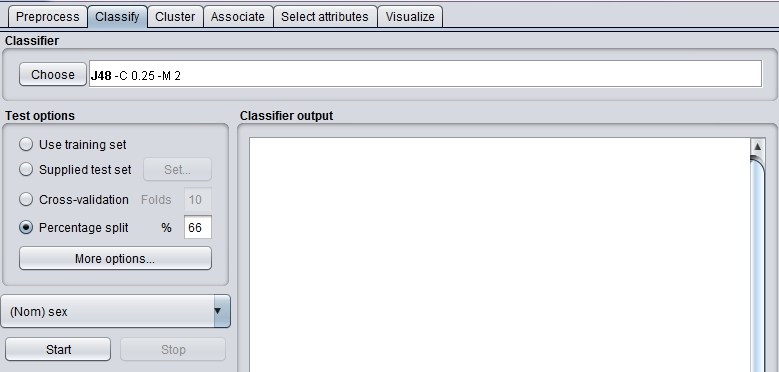 Preprocess Classify Cluster Associate Select attributes Visualize
Classifier
Choose J48 -C 0.25 -M 2
Test options
Use training set
Supplied test set Set...
Cross-validation Folds 10
Percentage split % 66
More options...
(Nom) sex
Start Stop
Classifier output